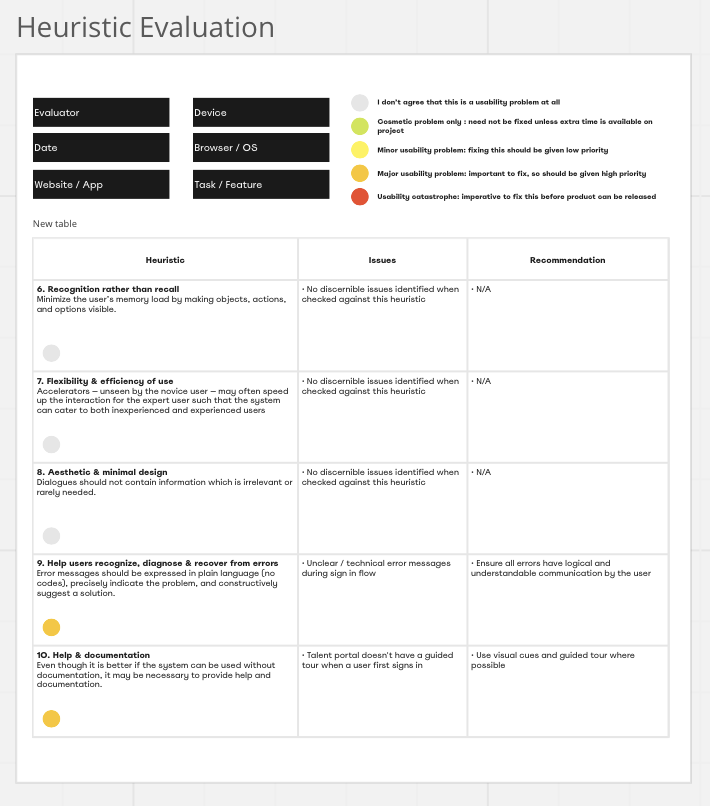 Heuristic Evaluation
Evaluator
Device
Date
Browser / OS
Website / App
Task / Feature
I don't agree that this is a usability problem at all
Cosmetic problem only : need not be fixed unless extra time is available on
project
Minor usability problem: fixing this should be given low priority
Major usability problem: important to fix, so should be given high priority
Usability catastrophe: imperative to fix this before product can be released
New table
Heuristic
Issues
Recommendation
6. Recognition rather than recall
Minimize the user's memory load by making objects, actions,
and options visible.
• No discernible issues identified when
checked against this heuristic
• N/A
7. Flexibility & efficiency of use
Accelerators — unseen by the novice user — may often speed
up the interaction for the expert user such that the system
can cater to both inexperienced and experienced users
• No discernible issues identified when
checked against this heuristic
• N/A
8. Aesthetic & minimal design
Dialogues should not contain information which is irrelevant or
rarely needed.
• No discernible issues identified when
checked against this heuristic
• N/A
9. Help users recognize, diagnose & recover from errors
Error messages should be expressed in plain language (no
codes), precisely indicate the problem, and constructively
suggest a solution.
• Unclear / technical error messages
during sign in flow
• Ensure all errors have logical and
understandable communication by the user
10. Help & documentation
Even though it is better if the system can be used without
documentation, it may be necessary to provide help and
documentation.
• Talent portal doesn't have a guided
tour when a user first signs in
• Use visual cues and guided tour where
possible